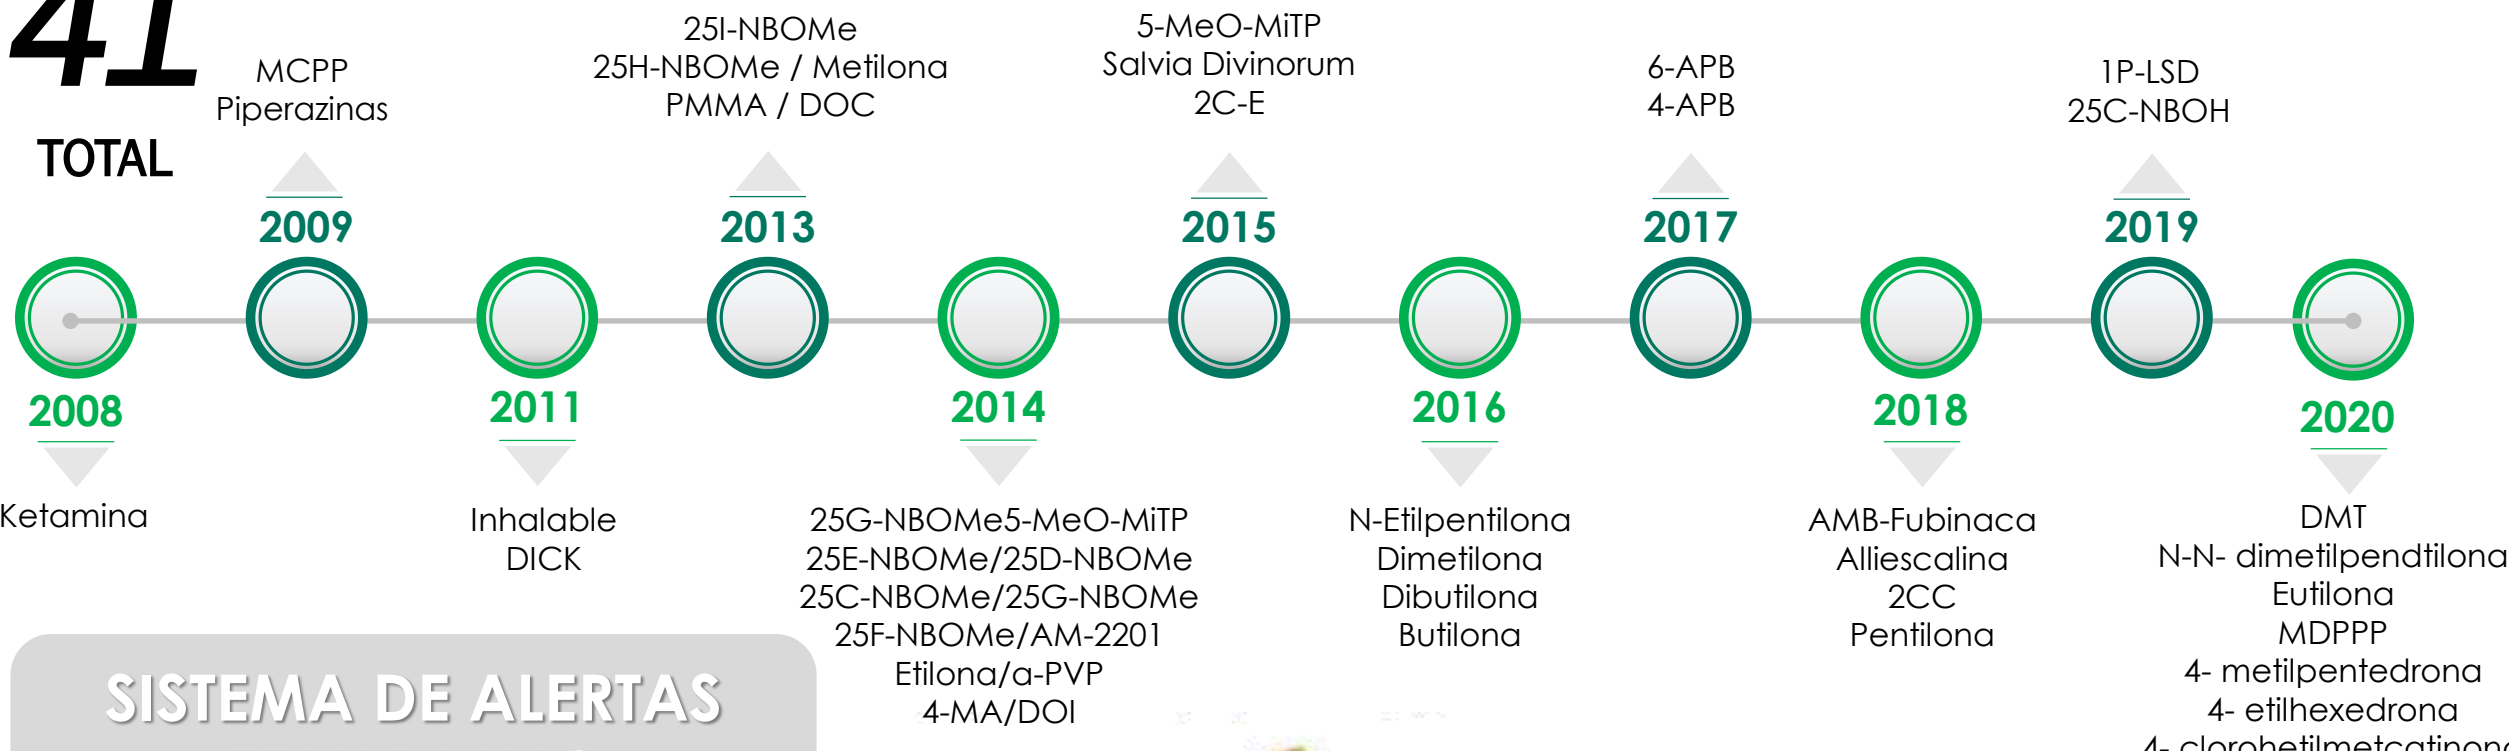 41
TOTAL
MCPP
Piperazinas
2009
25I-NBOMe
25H-NBOMe / Metilona
PMMA / DOC
2013
5-MeO-MiTP
Salvia Divinorum
2C-E
2015
6-APB
4-APB
2017
1P-LSD
25C-NBOH
2019
2008
Ketamina
2011
Inhalable
DICK
2014
25G-NBOMe5-MeO-MiTP
25E-NBOMe/25D-NBOMe
25C-NBOMe/25G-NBOMe
25F-NBOMe/AM-2201
Etilona/a-PVP
4-MA/DOI
2016
N-Etilpentilona
Dimetilona
Dibutilona
Butilona
2018
AMB-Fubinaca
Alliescalina
2CC
Pentilona
2020
DMT
N-N- dimetilpendtilona
Eutilona
MDPPP
4- metilpentedrona
4- etilhexedrona
4- clorohetilmetcatinona
SISTEMA DE ALERTAS